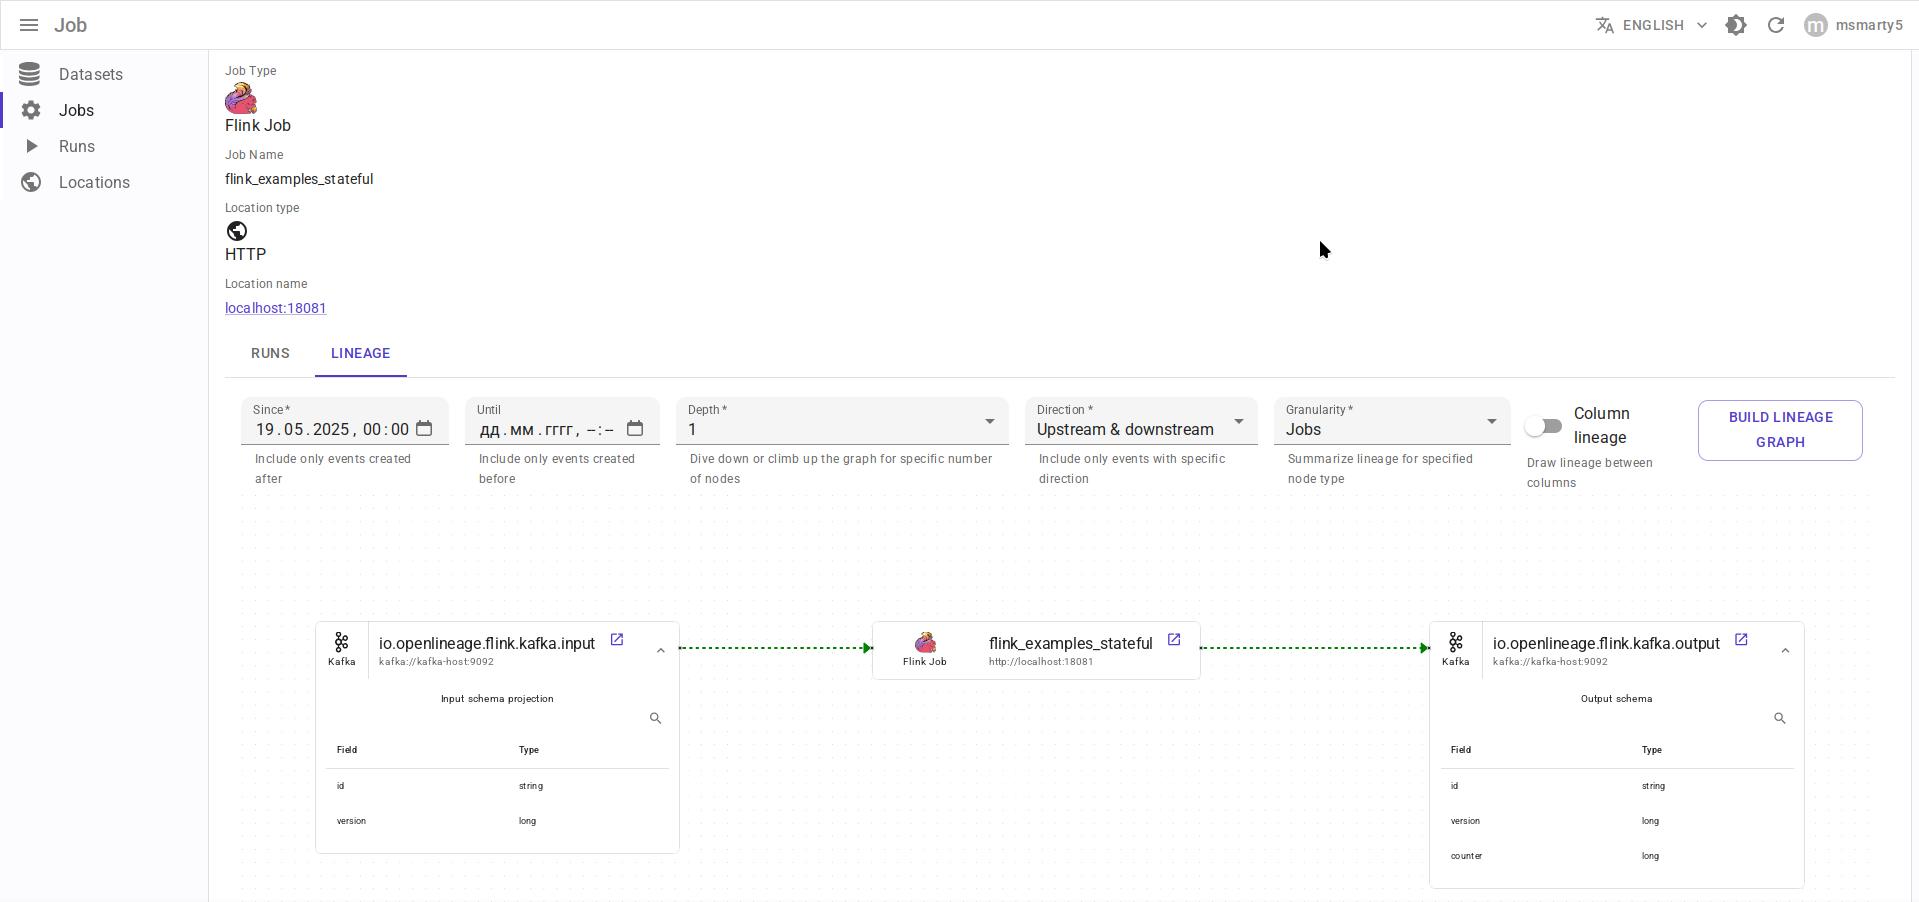 Job
ENGLISH
m
msmarty5
Datasets
Jobs
Runs
Locations
Job Type
Flink Job
Job Name
flink_examples_stateful
Location type
HTTP
Location name
localhost:18081
RUNS
LINEAGE
Since *
19.05.2025, 00:00
Include only events created
after
Until
дд.мм.гггг, --:--
Include only events created
before
Depth *
1
Dive down or climb up the graph for specific number
of nodes
Direction *
Upstream & downstream
Include only events with specific
direction
Granularity *
Jobs
Summarize lineage for specified
node type
Column
lineage
Draw lineage between
columns
BUILD LINEAGE
GRAPH
Kafka
io.openlineage.flink.kafka.input
kafka://kafka-host:9092
Input schema projection
Field Type
id string
version long
Flink Job
flink_examples_stateful
http://localhost:18081
Kafka
io.openlineage.flink.kafka.output
kafka://kafka-host:9092
Output schema
Field Type
id string
version long
counter long